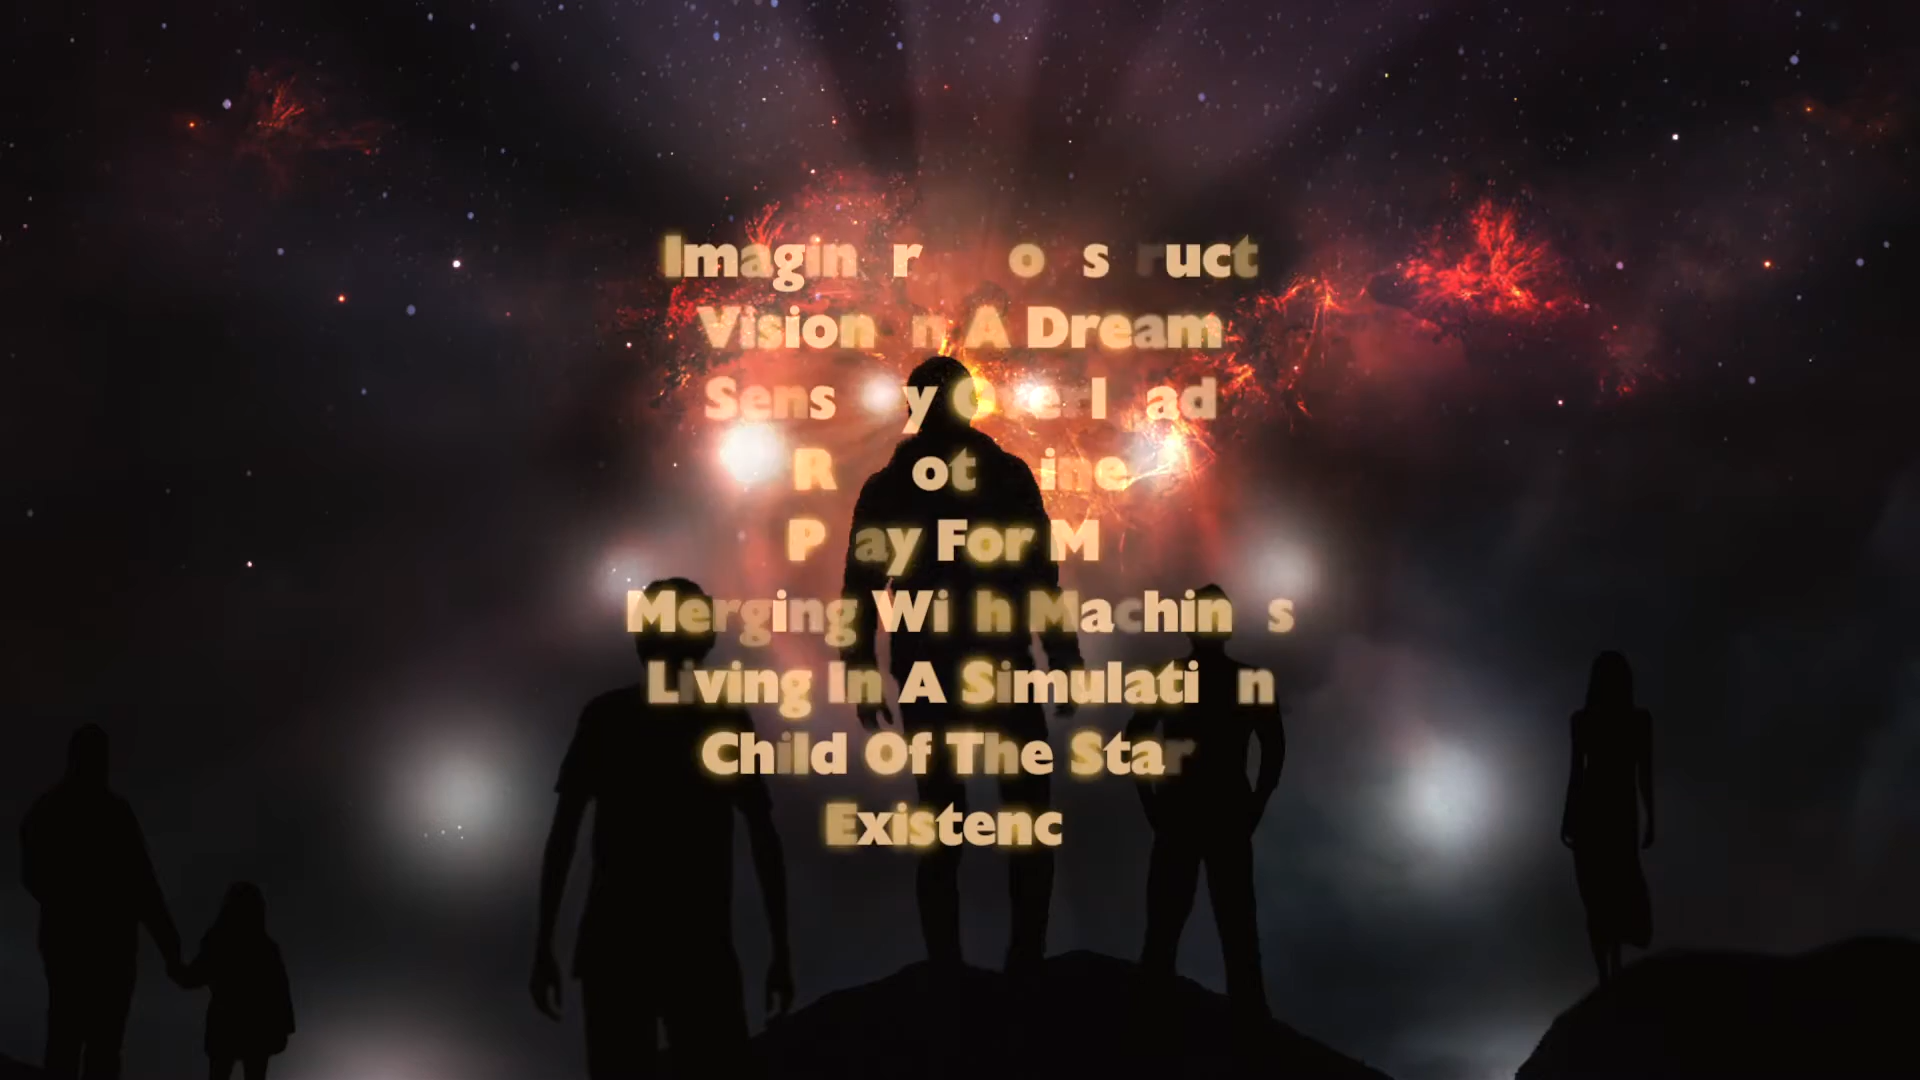 Imagin r o s ruct
Vision n A Dream
Sens y Overl ad
R ot ine
P ay For M
Merging Wi h Machin s
Living In A Simulati n
Child Of The Star
Existenc